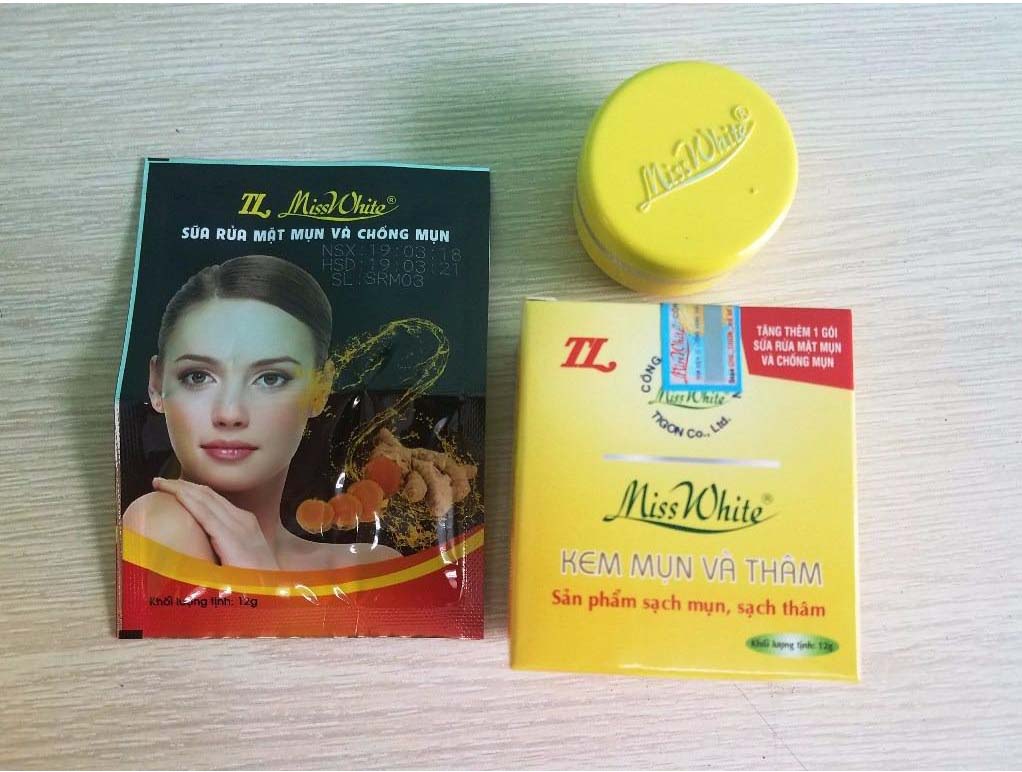 TL MissWhite®
SỮA RỬA MẶT MỤN VÀ CHỐNG MỤN
NSX:19:03:18
HSD:19:03:21
SL:SRM03
Khối lượng tịnh: 12g
MissWhite®
TL
TẶNG THÊM 1 GÓI
SỮA RỬA MẶT MỤN
VÀ CHỐNG MỤN
CÔNG
MissWhite
TIGON Co., Ltd.
MissWhite®
KEM MỤN VÀ THÂM
Sản phẩm sạch mụn, sạch thâm
Khối lượng tịnh: 12g